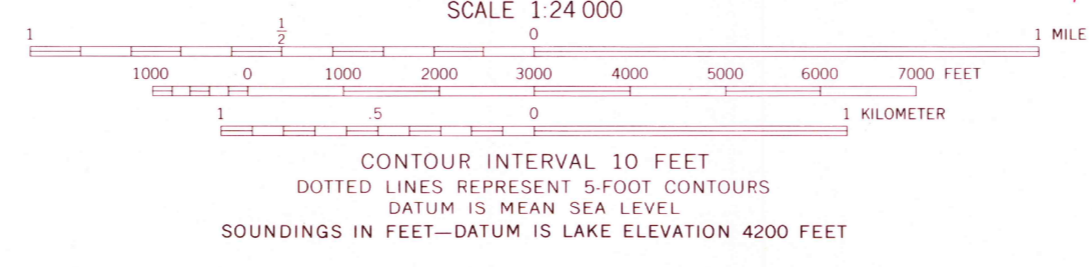 SCALE 1:24 000
1 1/2 0 1 MILE
1000 0 1000 2000 3000 4000 5000 6000 7000 FEET
1 .5 0 1 KILOMETER
CONTOUR INTERVAL 10 FEET
DOTTED LINES REPRESENT 5-FOOT CONTOURS
DATUM IS MEAN SEA LEVEL
SOUNDINGS IN FEET—DATUM IS LAKE ELEVATION 4200 FEET